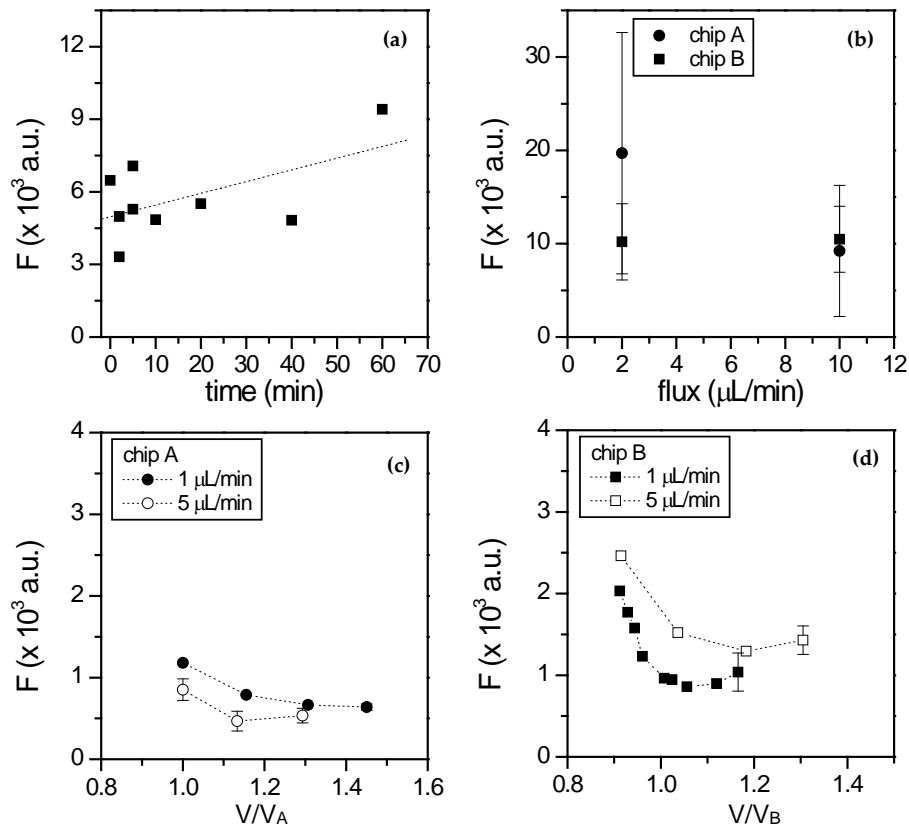 (a)
F (x 10³ a.u.)
12
9
6
3
0
0 10 20 30 40 50 60 70
time (min)
(b)
chip A
chip B
F (x 10³ a.u.)
30
20
10
0
0 2 4 6 8 10 12
flux (μL/min)
(c)
chip A
1 μL/min
5 μL/min
F (x 10³ a.u.)
4
3
2
1
0
0.8 1.0 1.2 1.4 1.6
V/V_A
(d)
chip B
1 μL/min
5 μL/min
F (x 10³ a.u.)
4
3
2
1
0
0.8 1.0 1.2 1.4
V/V_B